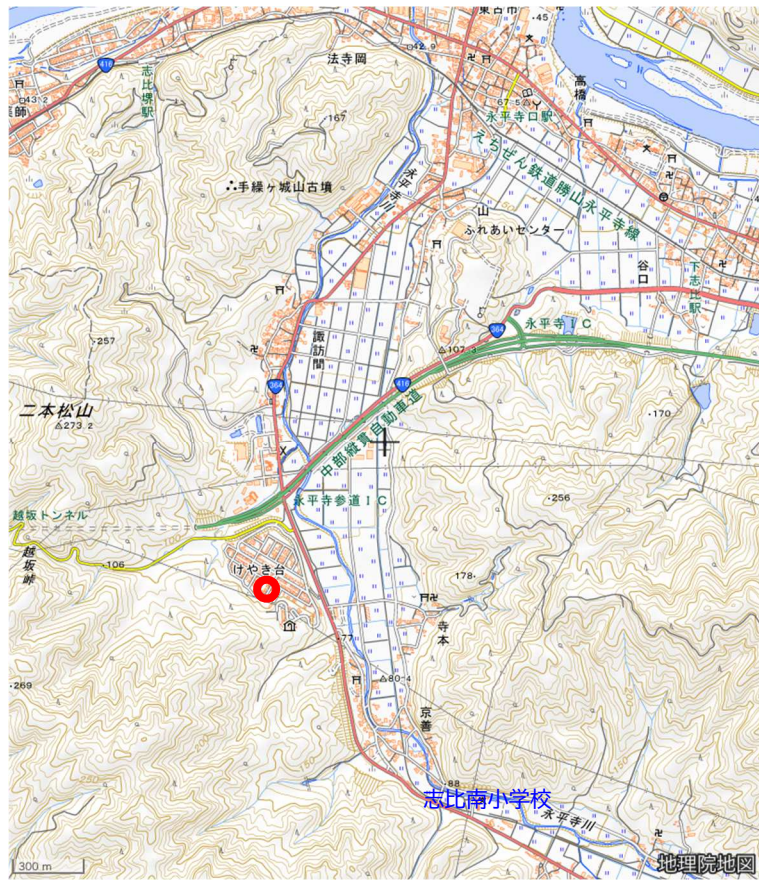 東古市
45
42.9
法寺岡
416
志比堺駅
43.2
薬師
高橋
67.5
永平寺口駅
167
えちぜん鉄道勝山永平寺線
永平寺川
手繰ヶ城山古墳
山
ふれあいセンター
谷口
下志比駅
永平寺IC
364
107.3
257
諏訪間
364
416
中部縦貫自動車道
二本松山
273.2
170
永平寺参道IC
256
越坂トンネル
越坂峠
106
けやき台
178
寺本
77
80.4
269
京善
88
志比南小学校
永平寺川
200
150
300 m
地理院地図